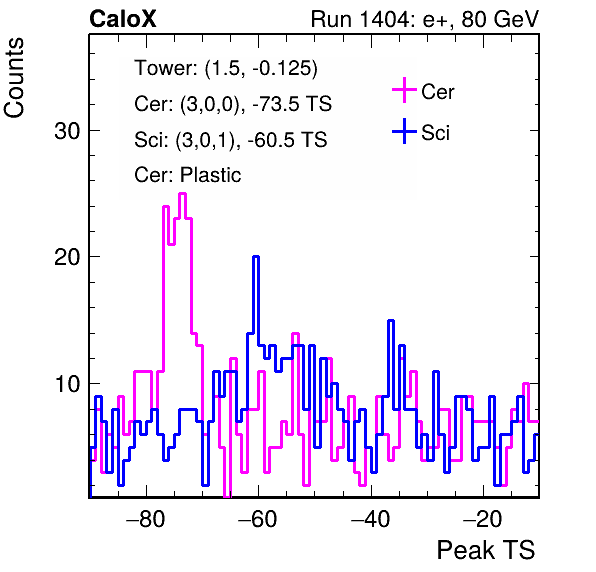 CaloX Run 1404: e+, 80 GeV
Counts
Tower: (1.5, -0.125)
Cer: (3,0,0), -73.5 TS
Sci: (3,0,1), -60.5 TS
Cer: Plastic
Cer
Sci
30
20
10
−80 −60 −40 −20
Peak TS